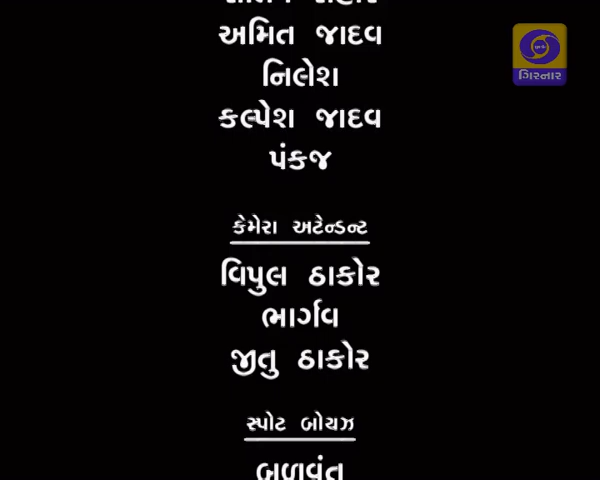 અમિત જાદવ
ગિરનાર
નિલેશ
કલ્પેશ જાદવ
પંકજ
કેમેરા અટેન્ડન્ટ
વિપુલ ઠાકોર
ભાર્ગવ
જીતુ ઠાકોર
સ્પોટ બોયઝ
બળવંત